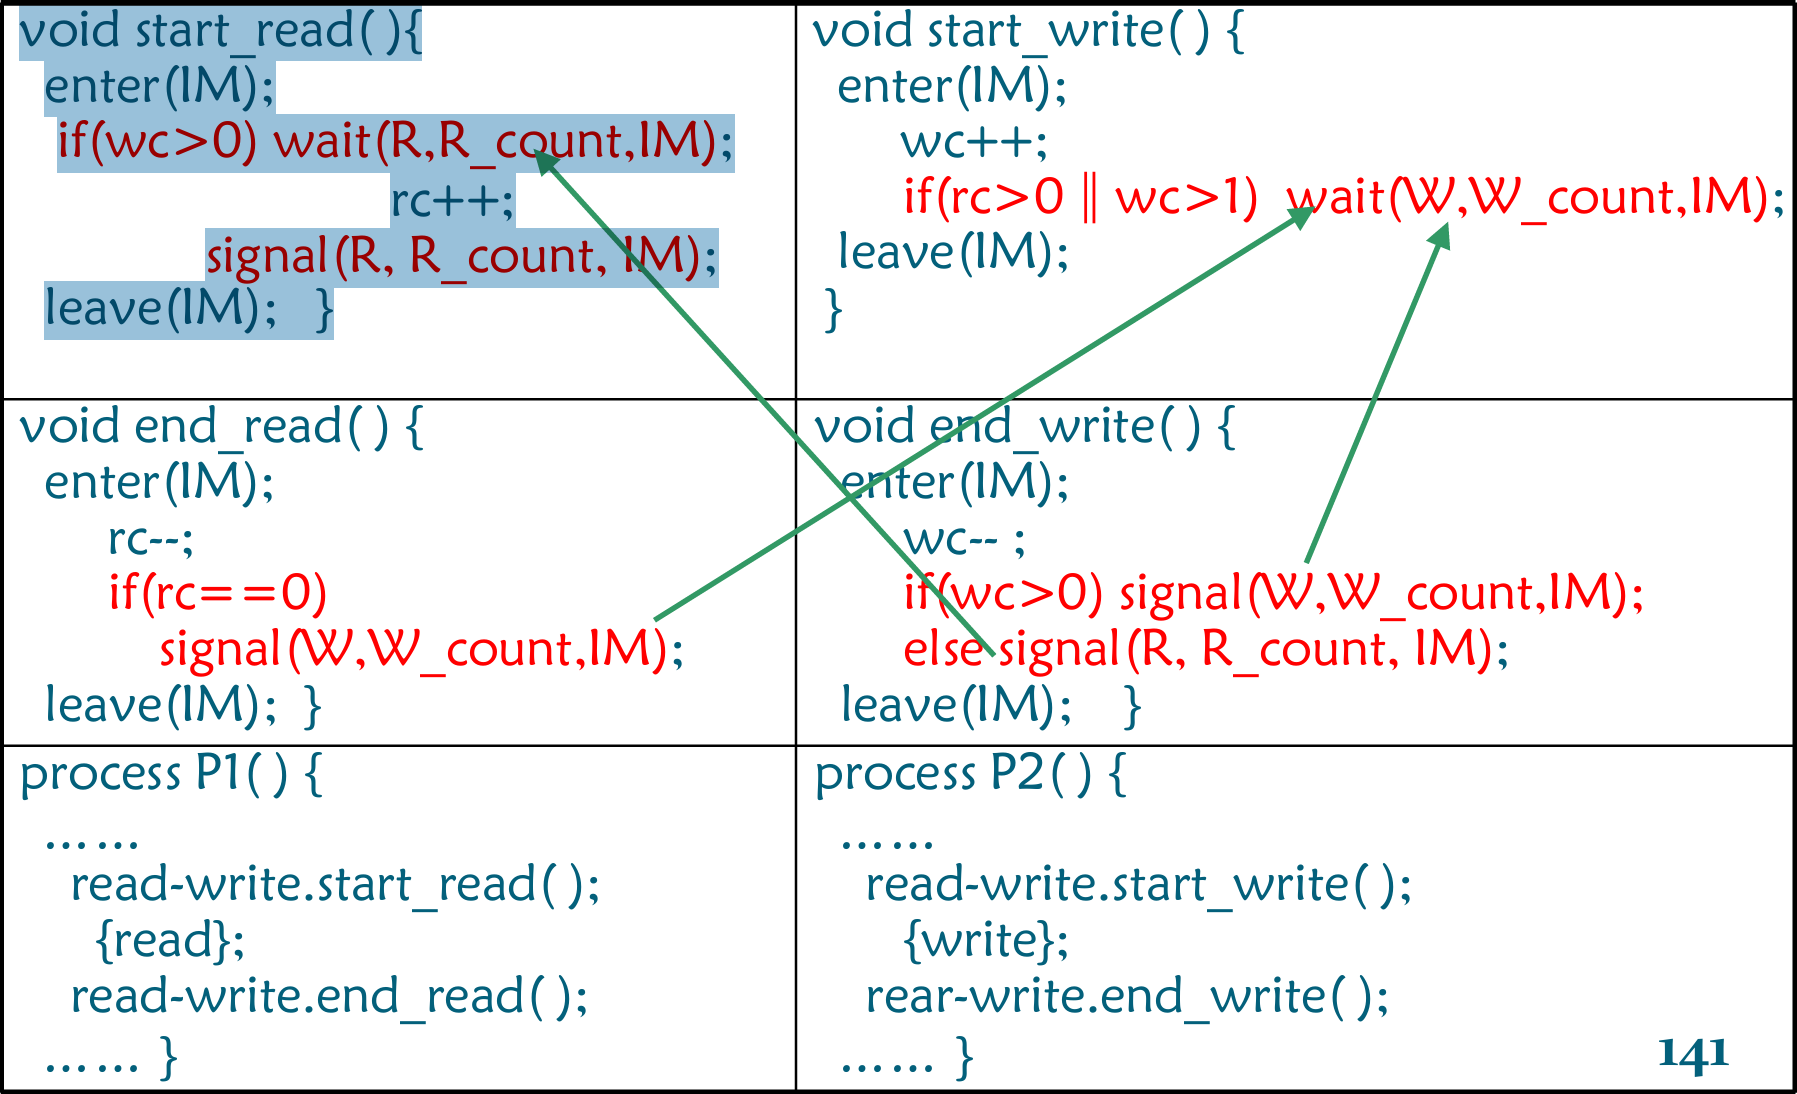 void start_read( ){
enter(IM);
if(wc>0) wait(R,R_count,IM);
rc++;
signal(R, R_count, IM);
leave(IM);   }
void start_write( ) {
enter(IM);
wc++;
if(rc>0 || wc>1)  wait(W,W_count,IM);
leave(IM);
}
void end_read( ) {
enter(IM);
rc--;
if(rc==0)
signal(W,W_count,IM);
leave(IM);  }
void end_write( ) {
enter(IM);
wc-- ;
if(wc>0) signal(W,W_count,IM);
else signal(R, R_count, IM);
leave(IM);    }
process P1( ) {
……
read-write.start_read( );
{read};
read-write.end_read( );
…… }
process P2( ) {
……
read-write.start_write( );
{write};
rear-write.end_write( );
…… }
141